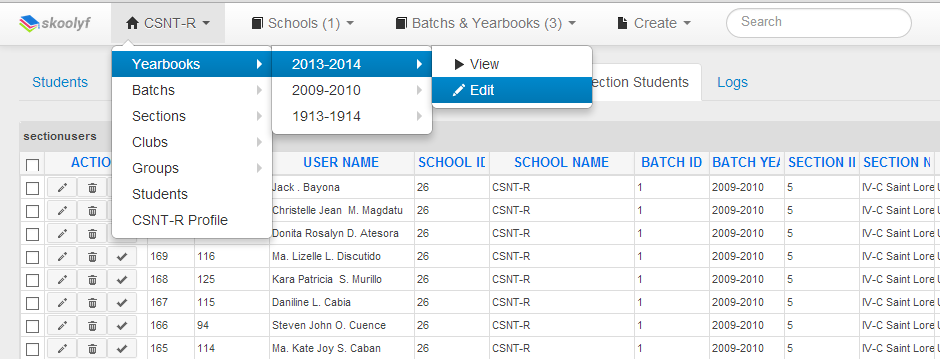 skoolyf CSNT-R Schools (1) Batchs & Yearbooks (3) Create Search
Yearbooks 2013-2014 View
Students Batchs 2009-2010 Edit ection Students Logs
Sections 1913-1914
sectionusers Clubs
ACTIO Groups USER NAME SCHOOL ID SCHOOL NAME BATCH ID BATCH YEA SECTION II SECTION N
Students Jack . Bayona 26 CSNT-R 1 2009-2010 5 IV-C Saint Lore
CSNT-R Profile Christelle Jean M. Magdatu 26 CSNT-R 1 2009-2010 5 IV-C Saint Lore
Donita Rosalyn D. Atesora 26 CSNT-R 1 2009-2010 5 IV-C Saint Lore
169 116 Ma. Lizelle L. Discutido 26 CSNT-R 1 2009-2010 5 IV-C Saint Lore
168 125 Kara Patricia S. Murillo 26 CSNT-R 1 2009-2010 5 IV-C Saint Lore
167 115 Daniline L. Cabia 26 CSNT-R 1 2009-2010 5 IV-C Saint Lore
166 94 Steven John O. Cuence 26 CSNT-R 1 2009-2010 5 IV-C Saint Lore
165 114 Ma. Kate Joy S. Caban 26 CSNT-R 1 2009-2010 5 IV-C Saint Lore